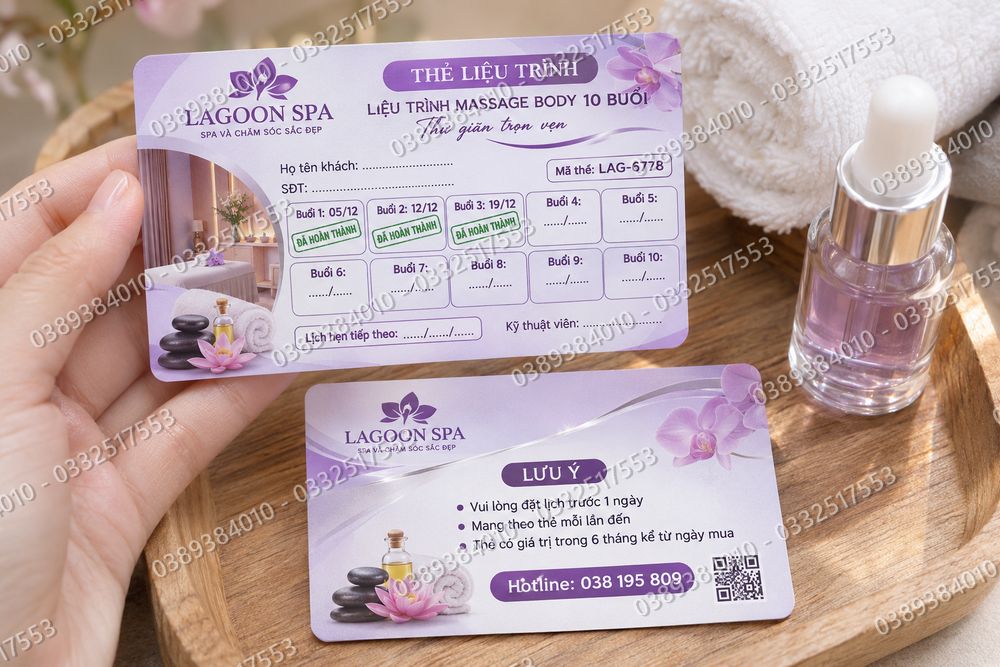 LAGOON SPA
SPA VÀ CHĂM SÓC SẮC ĐẸP
THẺ LIỆU TRÌNH
LIỆU TRÌNH MASSAGE BODY 10 BUỔI
Thư giãn trọn vẹn
Họ tên khách: ..........................
Mã thẻ: LAG-6778
SĐT: ........................................
Buổi 1: 05/12
ĐÃ HOÀN THÀNH
Buổi 2: 12/12
ĐÃ HOÀN THÀNH
Buổi 3: 19/12
ĐÃ HOÀN THÀNH
Buổi 4:
....../......
Buổi 5:
....../......
Buổi 6:
....../......
Buổi 7:
....../......
Buổi 8:
....../......
Buổi 9:
....../......
Buổi 10:
....../......
Lịch hẹn tiếp theo: ....../....../......
Kỹ thuật viên: ........................
LAGOON SPA
SPA VÀ CHĂM SÓC SẮC ĐẸP
LƯU Ý
• Vui lòng đặt lịch trước 1 ngày
• Mang theo thẻ mỗi lần đến
• Thẻ có giá trị trong 6 tháng kể từ ngày mua
Hotline: 038 195 809
0389384010 - 0332517553